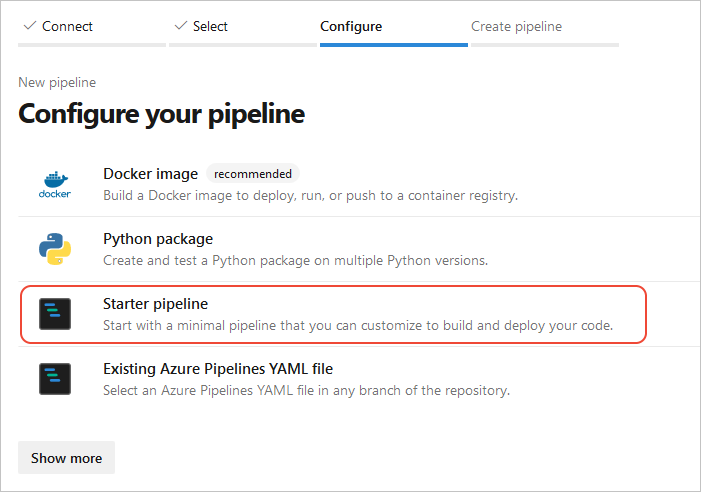 Connect
Select
Configure
Create pipeline
New pipeline
Configure your pipeline
docker
Docker image
recommended
Build a Docker image to deploy, run, or push to a container registry.
Python package
Create and test a Python package on multiple Python versions.
Starter pipeline
Start with a minimal pipeline that you can customize to build and deploy your code.
Existing Azure Pipelines YAML file
Select an Azure Pipelines YAML file in any branch of the repository.
Show more